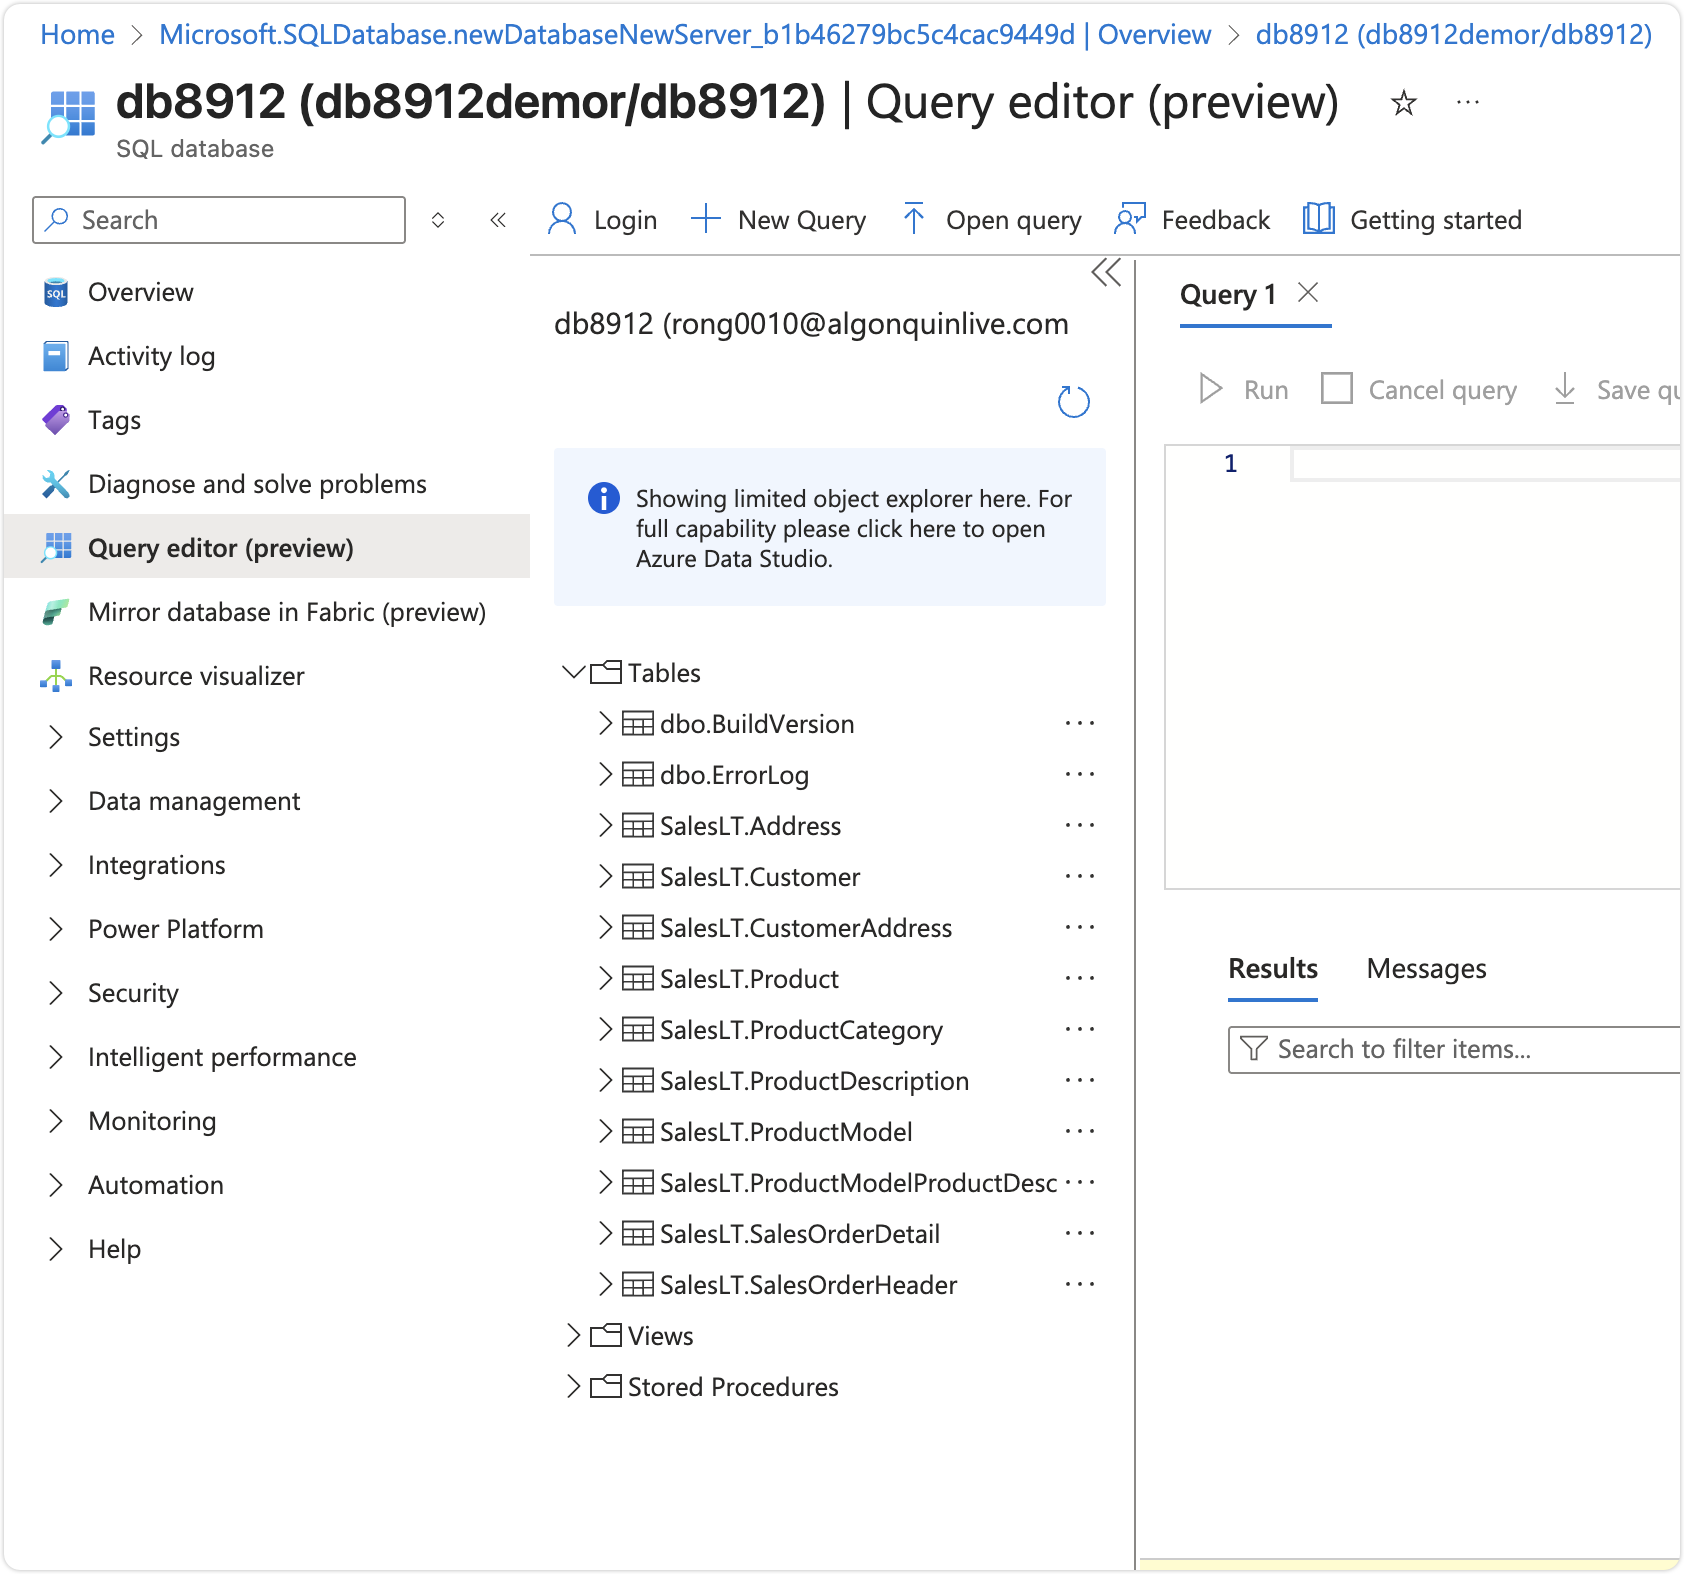 Home > Microsoft.SQLDatabase.newDatabaseNewServer_b1b46279bc5c4cac9449d | Overview > db8912 (db8912demor/db8912)
db8912 (db8912demor/db8912) | Query editor (preview)
SQL database
Search
Login
New Query
Open query
Feedback
Getting started
SQL
Overview
Activity log
Tags
Diagnose and solve problems
Query editor (preview)
Mirror database in Fabric (preview)
Resource visualizer
Settings
Data management
Integrations
Power Platform
Security
Intelligent performance
Monitoring
Automation
Help
db8912 (rong0010@algonquinlive.com
Showing limited object explorer here. For
full capability please click here to open
Azure Data Studio.
Tables
dbo.BuildVersion
dbo.ErrorLog
SalesLT.Address
SalesLT.Customer
SalesLT.CustomerAddress
SalesLT.Product
SalesLT.ProductCategory
SalesLT.ProductDescription
SalesLT.ProductModel
SalesLT.ProductModelProductDesc
SalesLT.SalesOrderDetail
SalesLT.SalesOrderHeader
Views
Stored Procedures
Query 1
Run
Cancel query
Save qu
1
Results
Messages
Search to filter items...